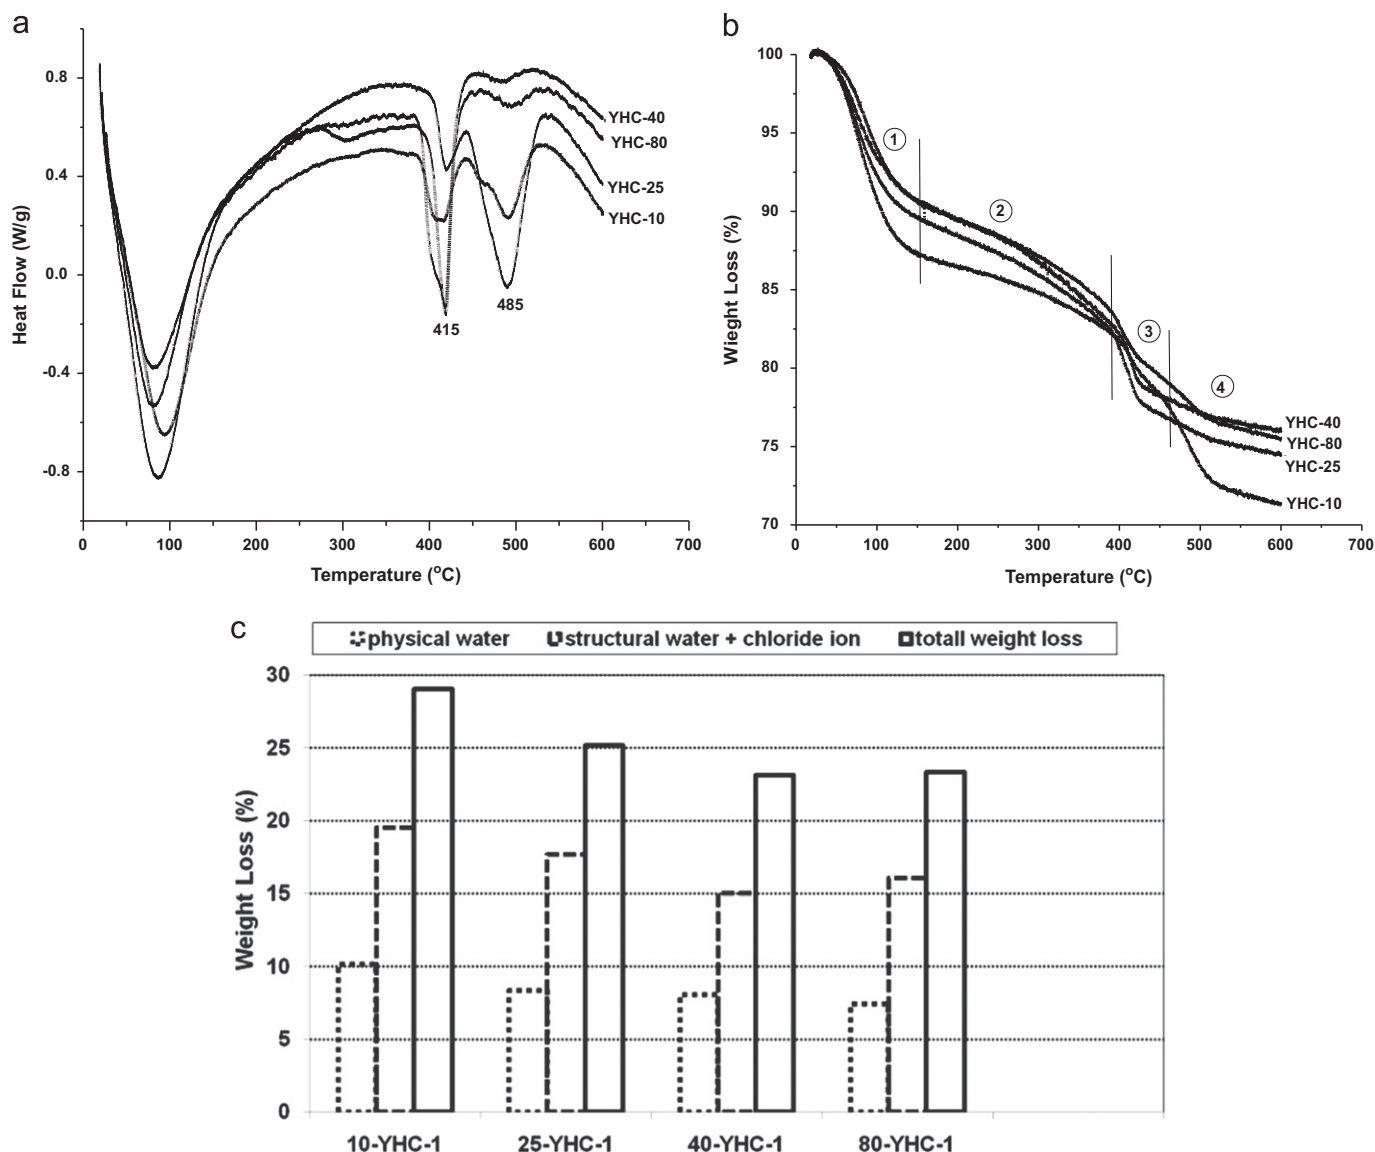 a
0.8
0.4
0.0
-0.4
-0.8
Heat Flow (W/g)
YHC-40
YHC-80
YHC-25
YHC-10
415
485
0 100 200 300 400 500 600 700
Temperature (°C)
b
100
95
90
85
80
75
70
Wieght Loss (%)
1
2
3
4
YHC-40
YHC-80
YHC-25
YHC-10
0 100 200 300 400 500 600 700
Temperature (°C)
c
physical water structural water + chloride ion totall weight loss
30
25
20
15
10
5
0
Weight Loss (%)
10-YHC-1 25-YHC-1 40-YHC-1 80-YHC-1